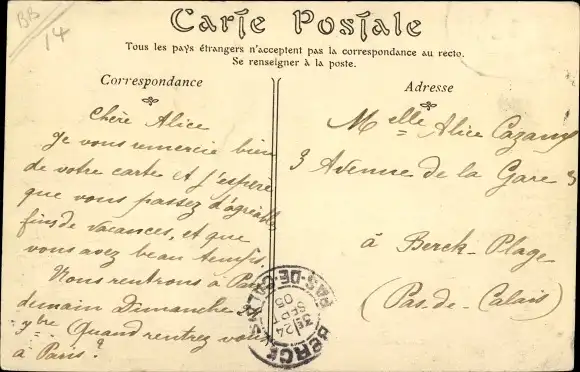 BB
14
Carte Postale
Tous les pays étrangers n'acceptent pas la correspondance au recto.
Se renseigner à la poste.
Correspondance
Chère Alice
Je vous remercie bien
de votre carte et j'espère
que vous passez d'agréables
fins de vacances, et que
vous avez beau temps.
Nous rentrons à Paris
demain Dimanche
Quand rentrez vous
à Paris?
Adresse
Melle Alice
3 Avenue de la Gare 3
à Berck-Plage
(Pas-de-Calais)
BERCK
PAS-DE-CALAIS
24
SEPT
05